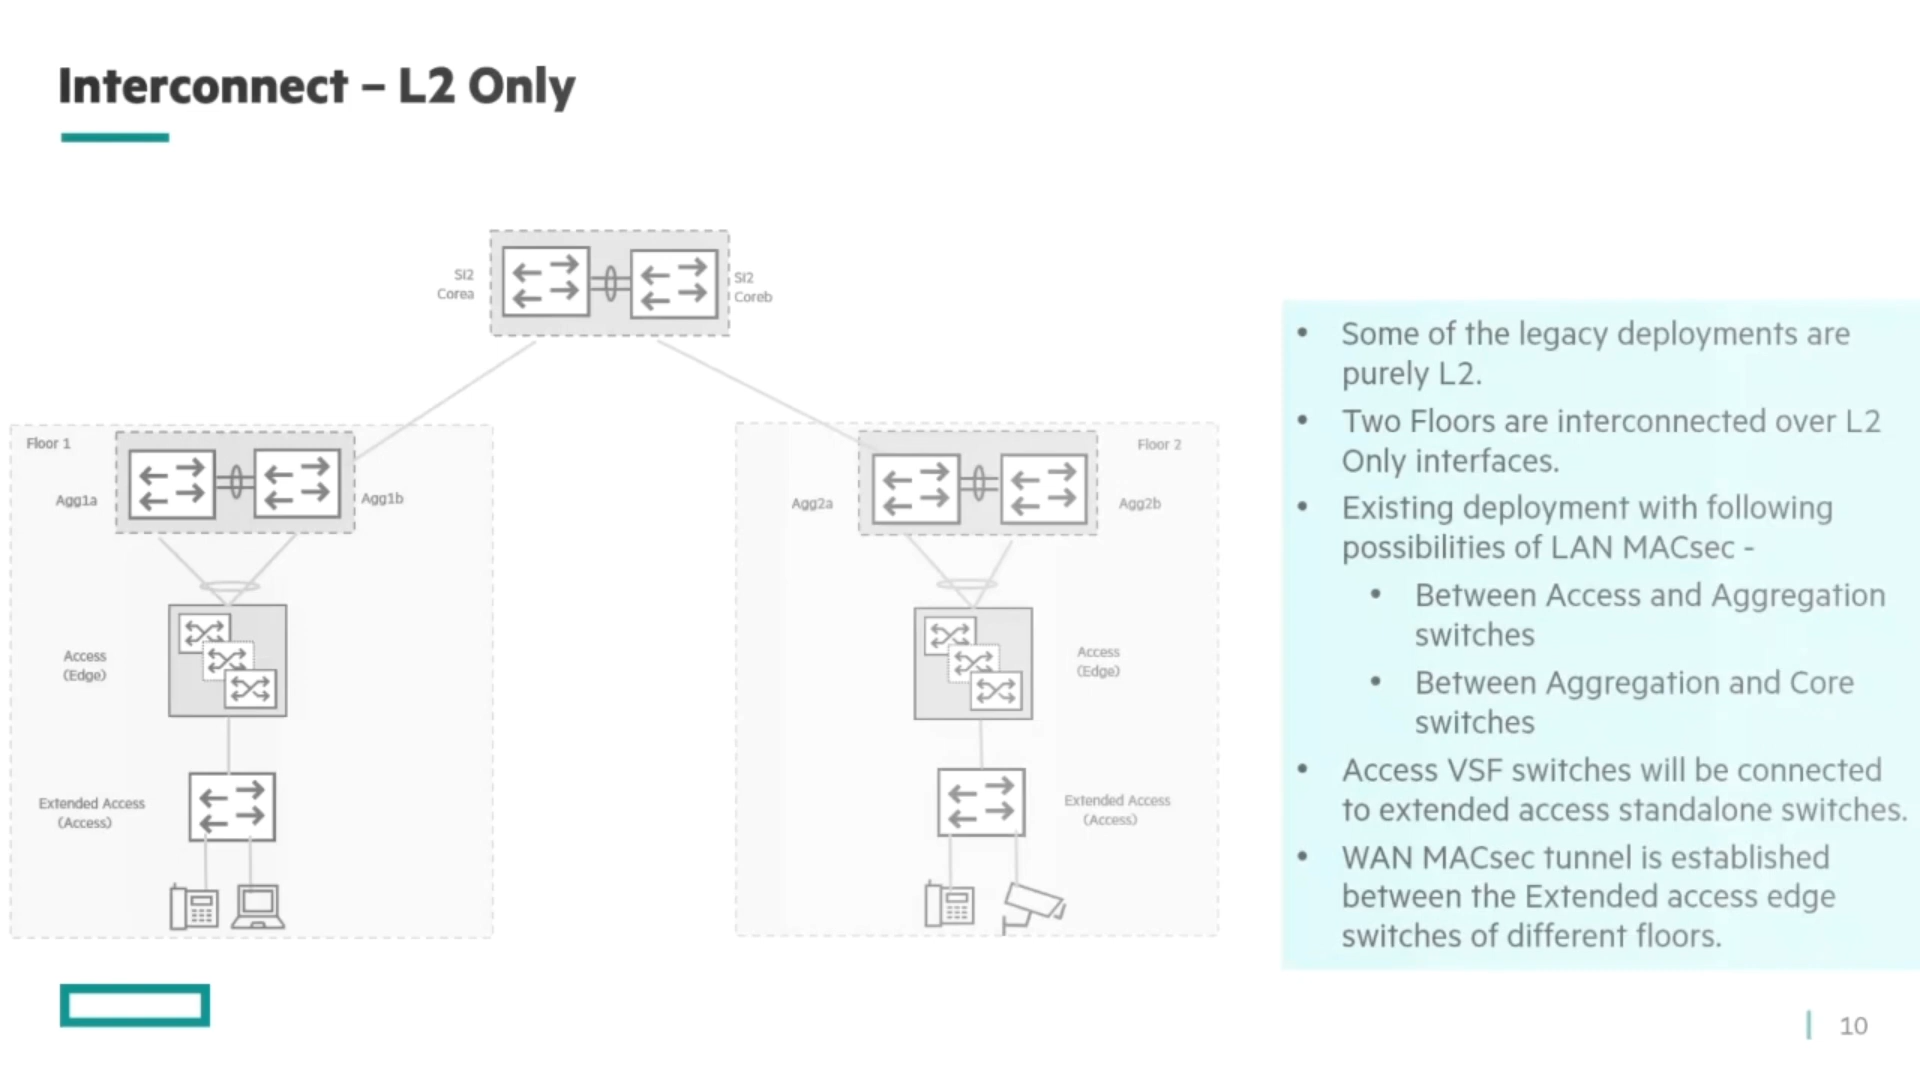 Interconnect – L2 Only
SI2
Corea
SI2
Coreb
Floor 1
Agg1a
Agg1b
Access
(Edge)
Extended Access
(Access)
Floor 2
Agg2a
Agg2b
Access
(Edge)
Extended Access
(Access)
• Some of the legacy deployments are
purely L2.
• Two Floors are interconnected over L2
Only interfaces.
• Existing deployment with following
possibilities of LAN MACsec -
• Between Access and Aggregation
switches
• Between Aggregation and Core
switches
• Access VSF switches will be connected
to extended access standalone switches.
• WAN MACsec tunnel is established
between the Extended access edge
switches of different floors.
10